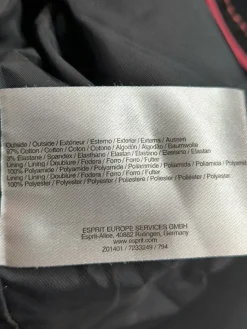 Outside / Outside / Extérieur / Esterno / Exterior / Externa / Aussen
97% Cotton / Cotton / Coton / Cotone / Algodón / Algodão / Baumwolle
3% Elastane / Spandex / Elasthanne / Elastan / Elastano / Elastano / Elasthan
Lining / Lining / Doublure / Fodera / Forro / Forro / Futter
100% Polyamide / Polyamide / Polyamide / Poliammide / Poliamida / Poliamida / Polyamid
Lining / Lining / Doublure / Fodera / Forro / Forro / Futter
100% Polyester / Polyester / Polyester / Poliestere / Poliéster / Poliéster / Polyester
ESPRIT EUROPE SERVICES GMBH
Esprit-Allee, 40882 Ratingen, Germany
www.esprit.com
Z01401 / 7233249 / 794